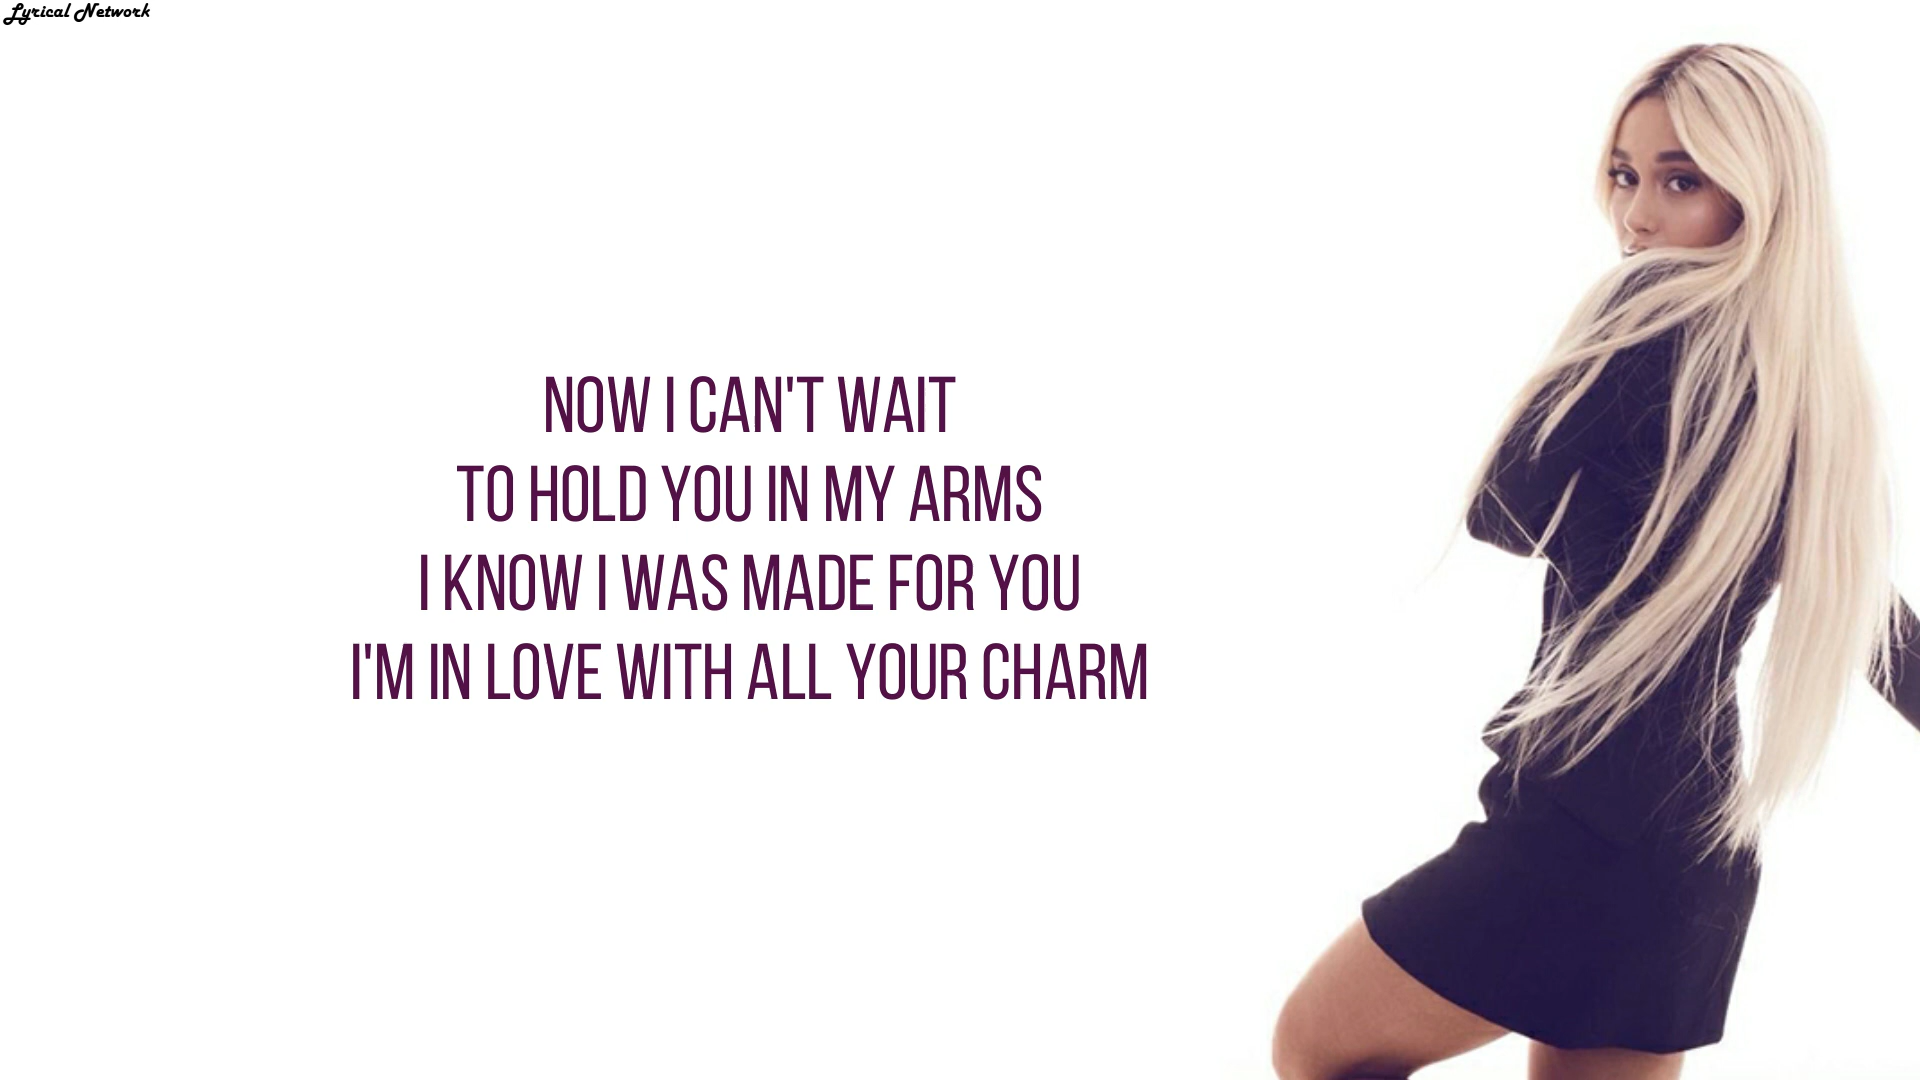 Lyrical Network
NOW I CAN'T WAIT
TO HOLD YOU IN MY ARMS
I KNOW I WAS MADE FOR YOU
I'M IN LOVE WITH ALL YOUR CHARM